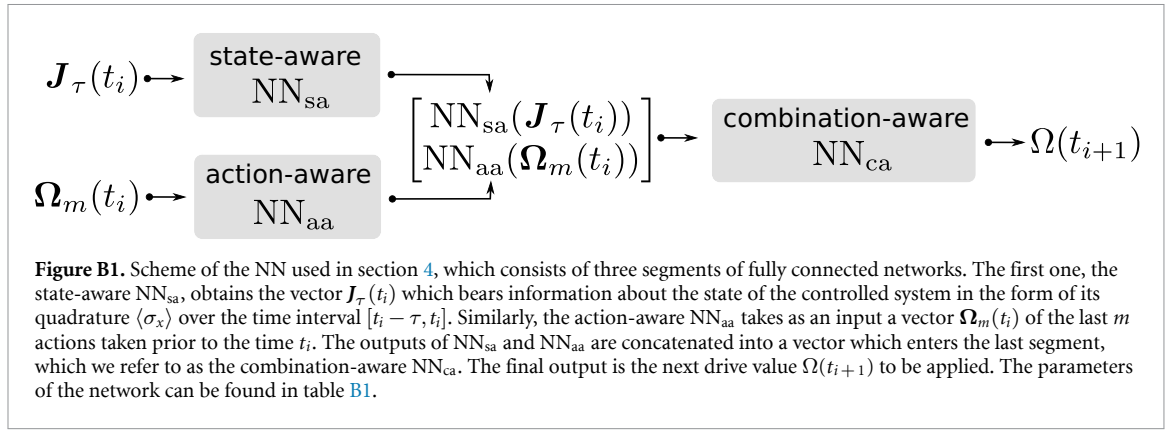 J_τ(t_i)
state-aware
NN_sa
Ω_m(t_i)
action-aware
NN_aa
[NN_sa(J_τ(t_i))
NN_aa(Ω_m(t_i))]
combination-aware
NN_ca
Ω(t_{i+1})
Figure B1. Scheme of the NN used in section 4, which consists of three segments of fully connected networks. The first one, the
state-aware NN_sa, obtains the vector J_τ(t_i) which bears information about the state of the controlled system in the form of its
quadrature ⟨σ_x⟩ over the time interval [t_i − τ, t_i]. Similarly, the action-aware NN_aa takes as an input a vector Ω_m(t_i) of the last m
actions taken prior to the time t_i. The outputs of NN_sa and NN_aa are concatenated into a vector which enters the last segment,
which we refer to as the combination-aware NN_ca. The final output is the next drive value Ω(t_{i+1}) to be applied. The parameters
of the network can be found in table B1.